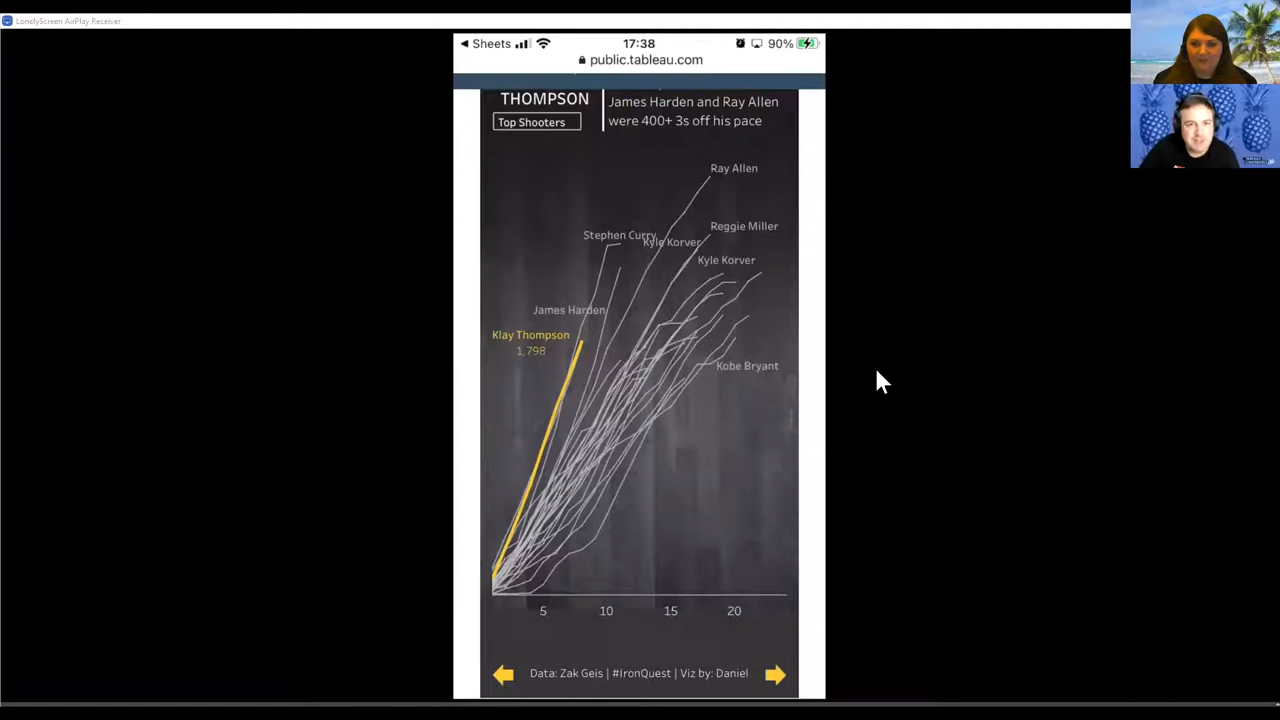 LonelyScreen AirPlay Receiver
Sheets
17:38
90%
public.tableau.com
THOMPSON
Top Shooters
James Harden and Ray Allen
were 400+ 3s off his pace
Ray Allen
Reggie Miller
Stephen Curry
Kyle Korver
Kyle Korver
James Harden
Klay Thompson
1,798
Kobe Bryant
5 10 15 20
Data: Zak Geis | #IronQuest | Viz by: Daniel